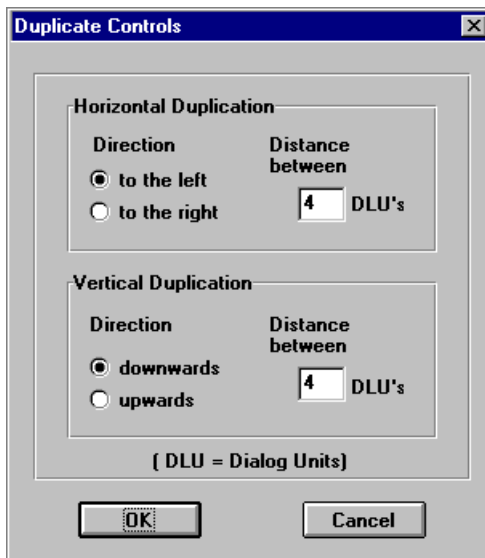 Duplicate Controls
Horizontal Duplication
Direction
Distance
between
to the left
to the right
4 DLU's
Vertical Duplication
Direction
Distance
between
downwards
upwards
4 DLU's
( DLU = Dialog Units)
OK
Cancel